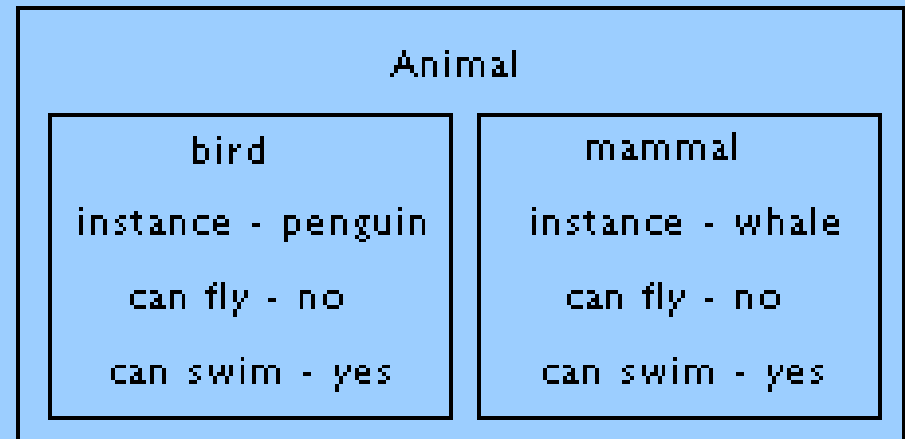 Animal
bird
instance - penguin
can fly - no
can swim - yes
mammal
instance - whale
can fly - no
can swim - yes